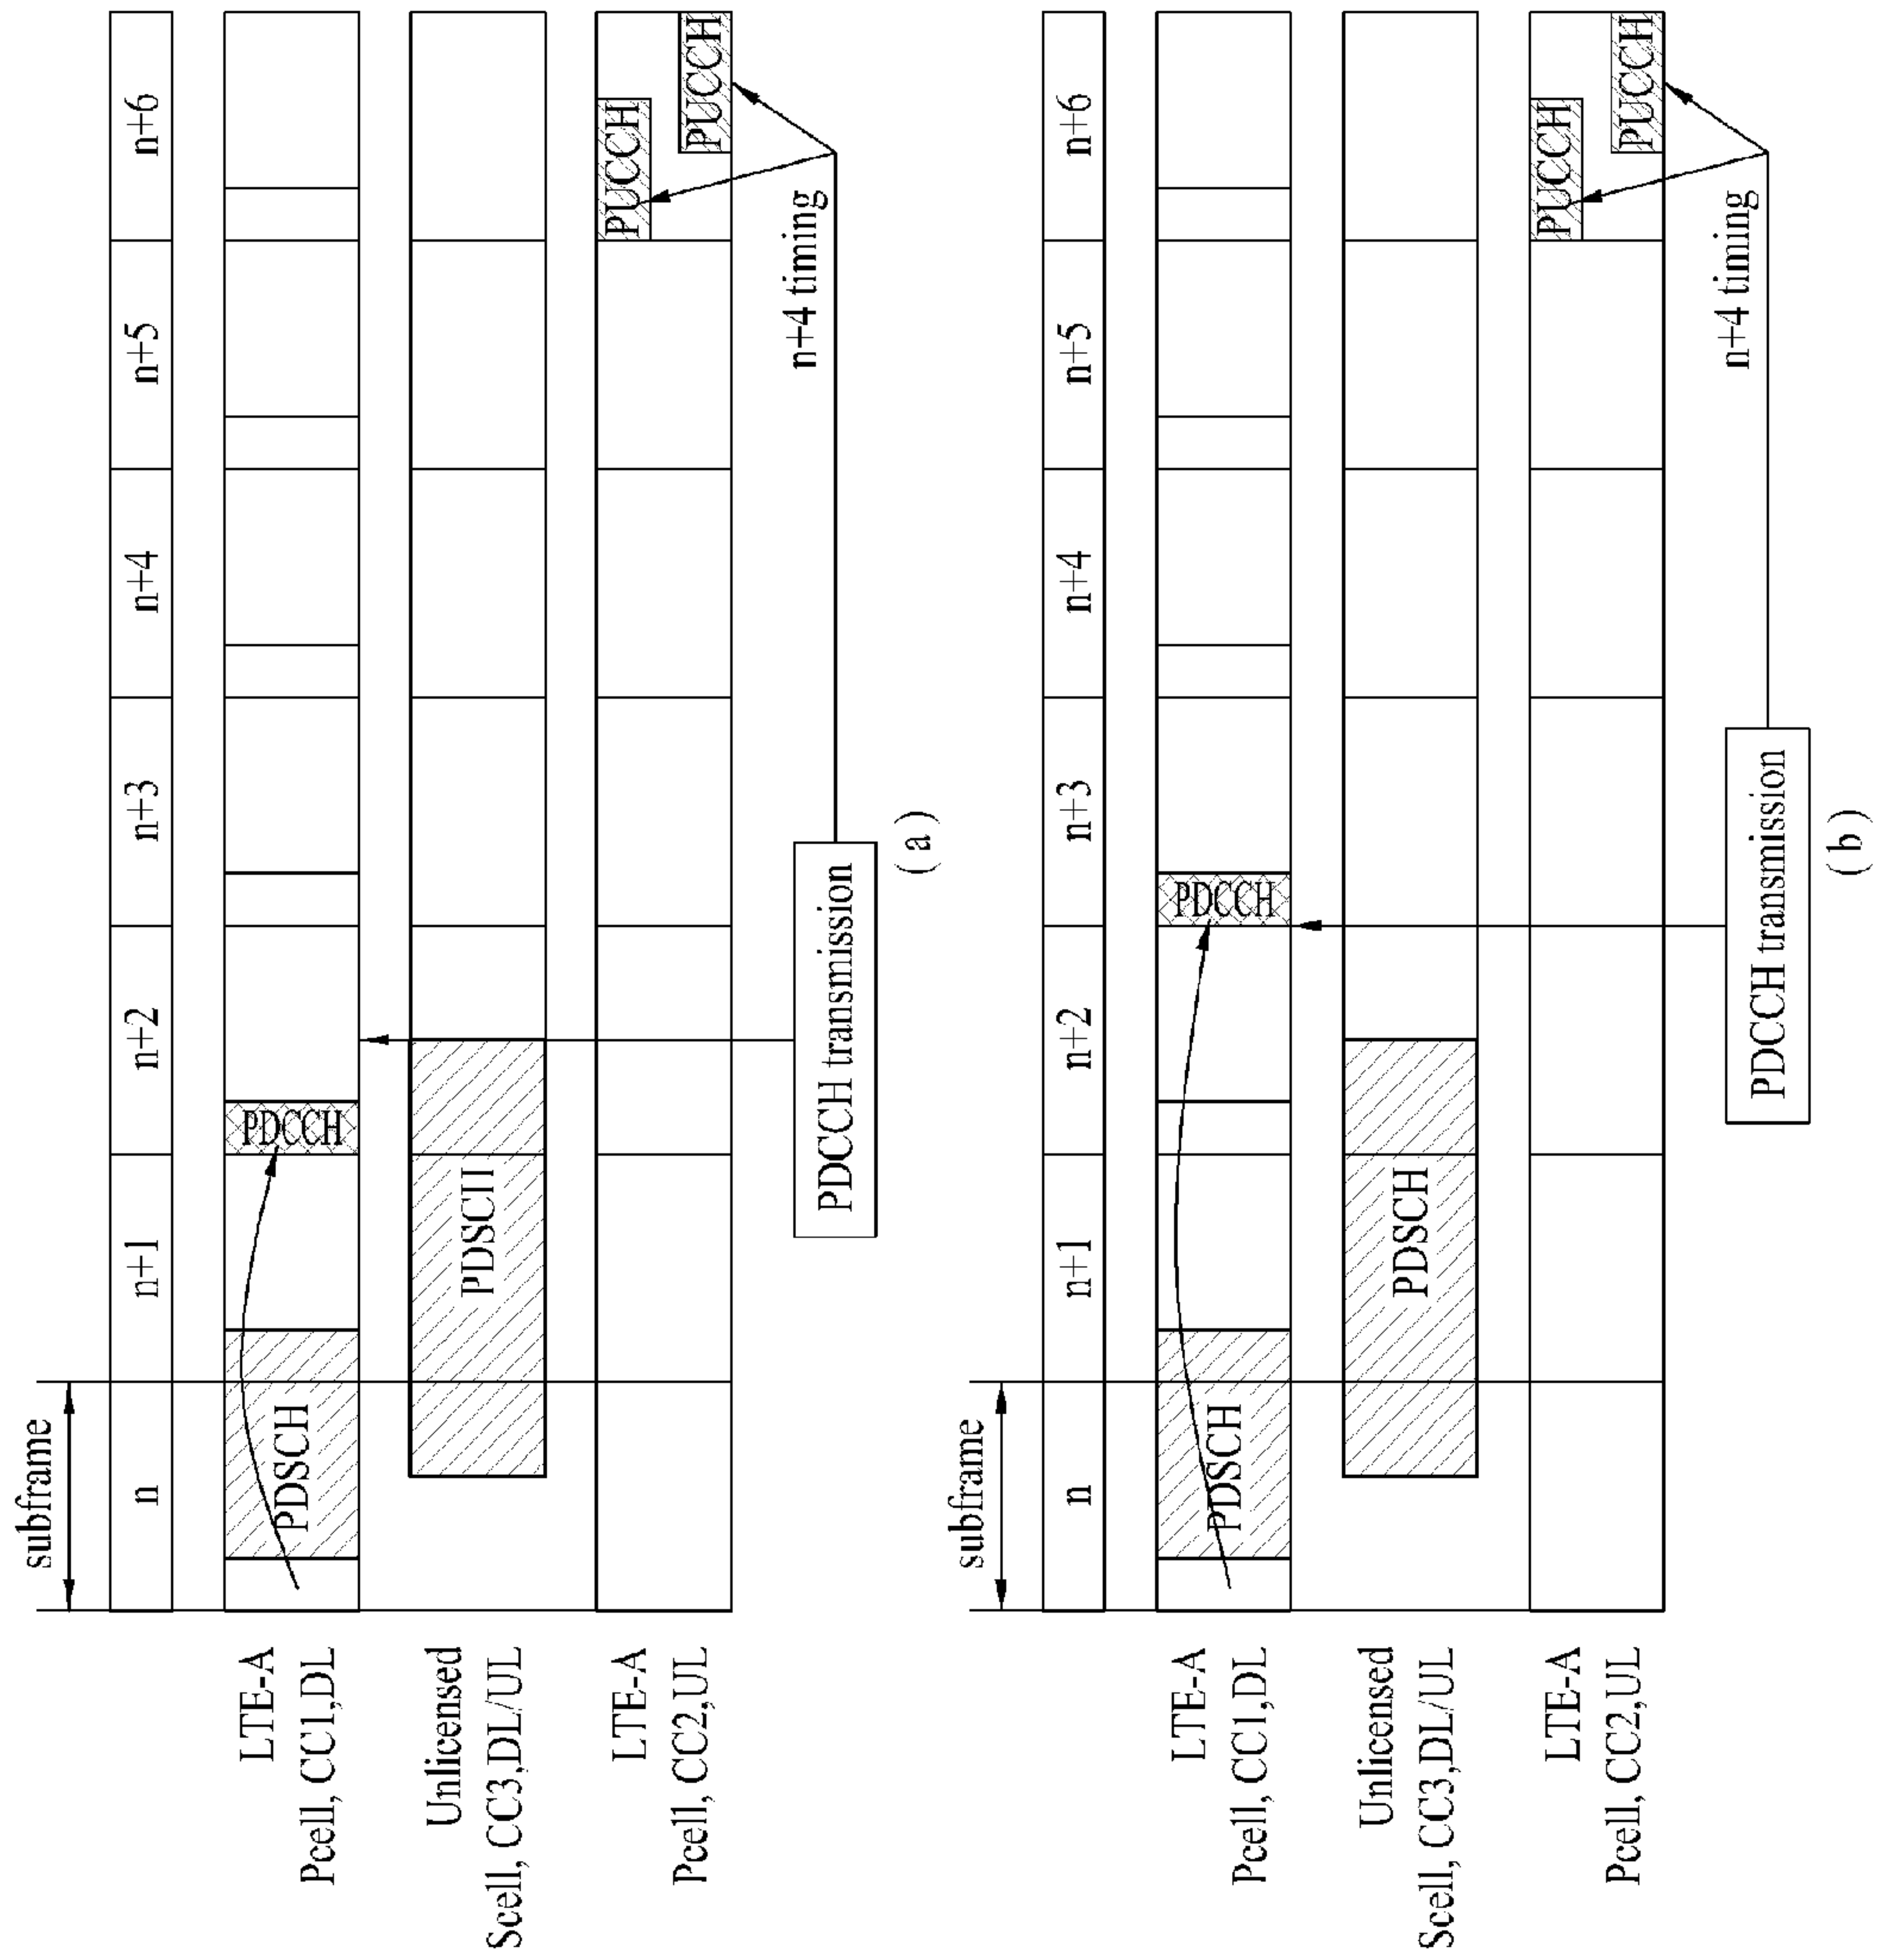 subframe
n
n+1
n+2
n+3
n+4
n+5
n+6
LTE-A
Pcell, CC1,DL
PDSCH
PDCCH
Unlicensed
Scell, CC3,DL/UL
PDSCH
LTE-A
Pcell, CC2,UL
PUCCH
PUCCH
n+4 timing
PDCCH transmission
(a)
subframe
n
n+1
n+2
n+3
n+4
n+5
n+6
LTE-A
Pcell, CC1,DL
PDSCH
PDCCH
Unlicensed
Scell, CC3,DL/UL
PDSCH
LTE-A
Pcell, CC2,UL
PUCCH
PUCCH
n+4 timing
PDCCH transmission
(b)